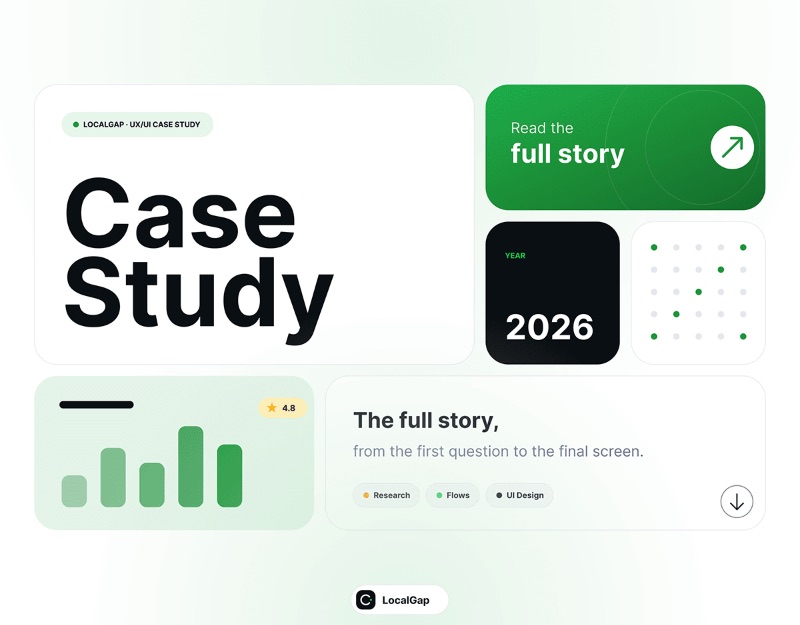 LOCALGAP · UX/UI CASE STUDY
Case
Study
Read the
full story
YEAR
2026
4.8
The full story,
from the first question to the final screen.
Research
Flows
UI Design
LocalGap